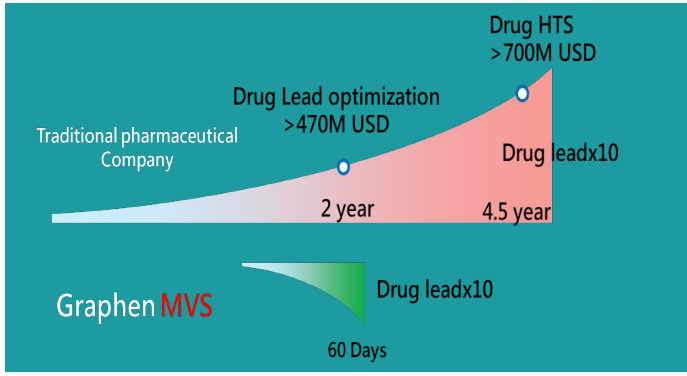 Drug HTS
>700M USD
Drug Lead optimization
>470M USD
Traditional pharmaceutical
Company
Drug leadx10
2 year
4.5 year
Graphen MVS
Drug leadx10
60 Days